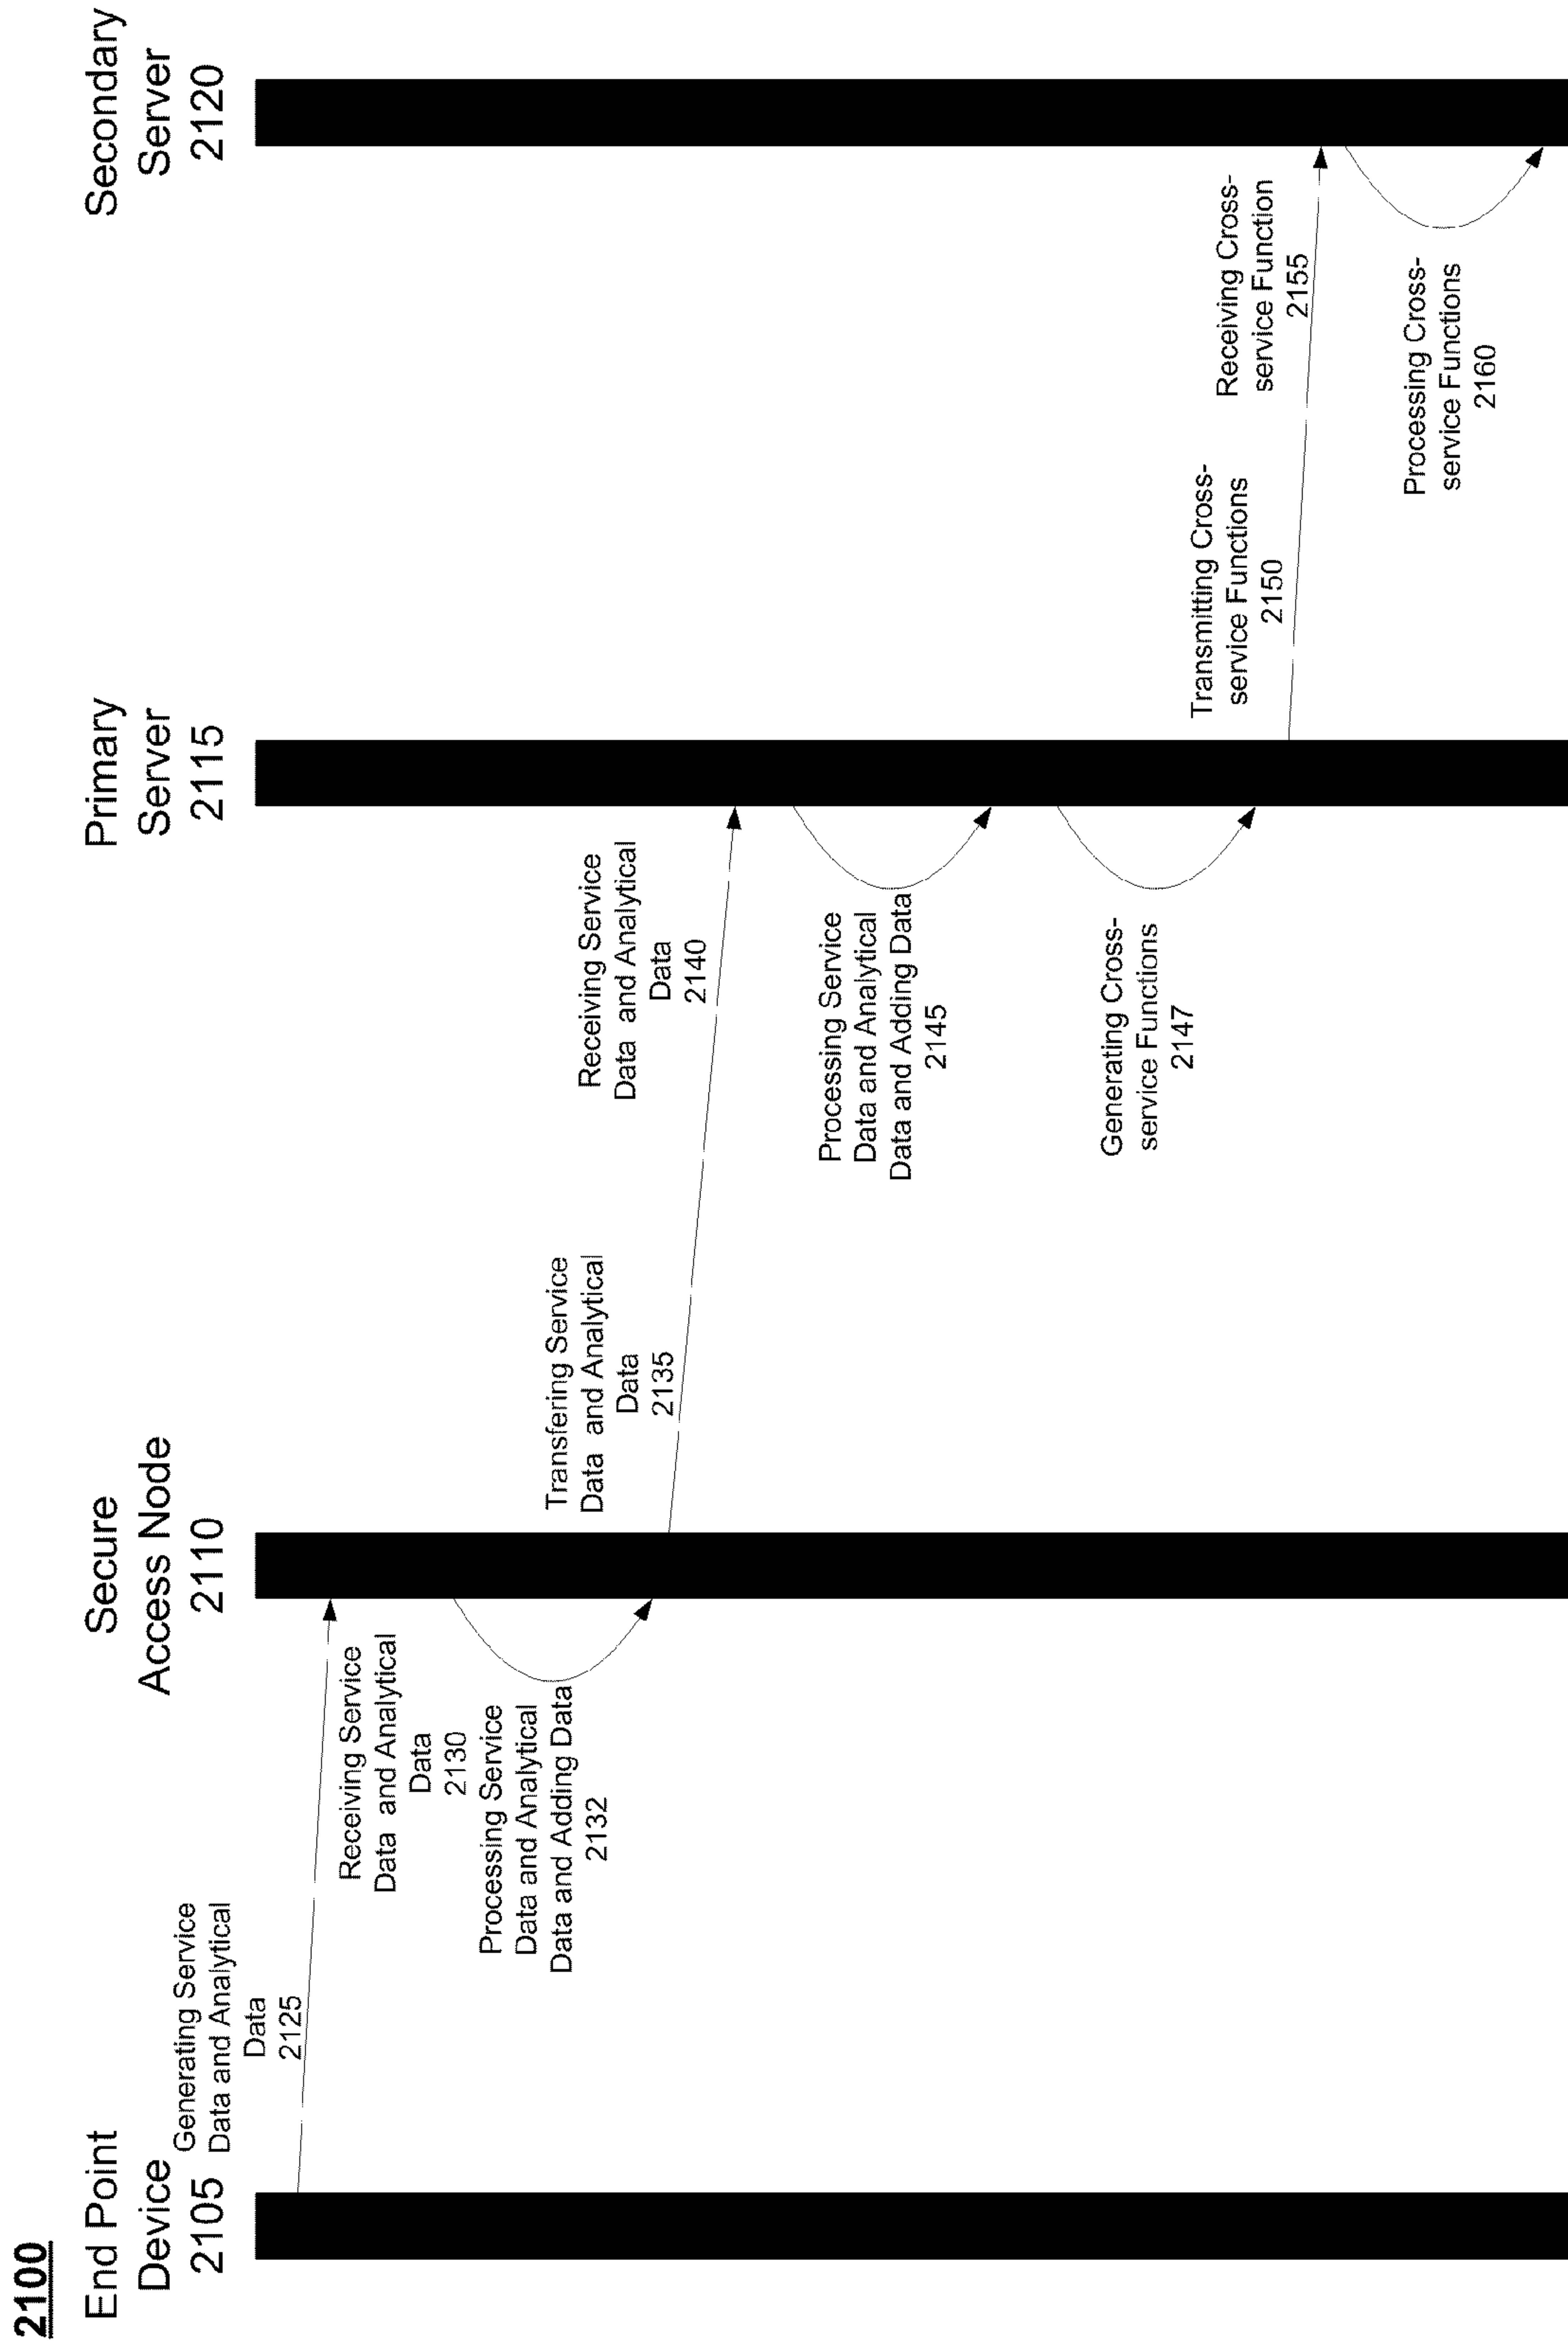 2100
End Point
Device
2105
Secure
Access Node
2110
Primary
Server
2115
Secondary
Server
2120
Generating Service
Data and Analytical
Data
2125
Receiving Service
Data and Analytical
Data
2130
Processing Service
Data and Analytical
Data and Adding Data
2132
Transfering Service
Data and Analytical
Data
2135
Receiving Service
Data and Analytical
Data
2140
Processing Service
Data and Analytical
Data and Adding Data
2145
Generating Cross-
service Functions
2147
Transmitting Cross-
service Functions
2150
Receiving Cross-
service Function
2155
Processing Cross-
service Functions
2160